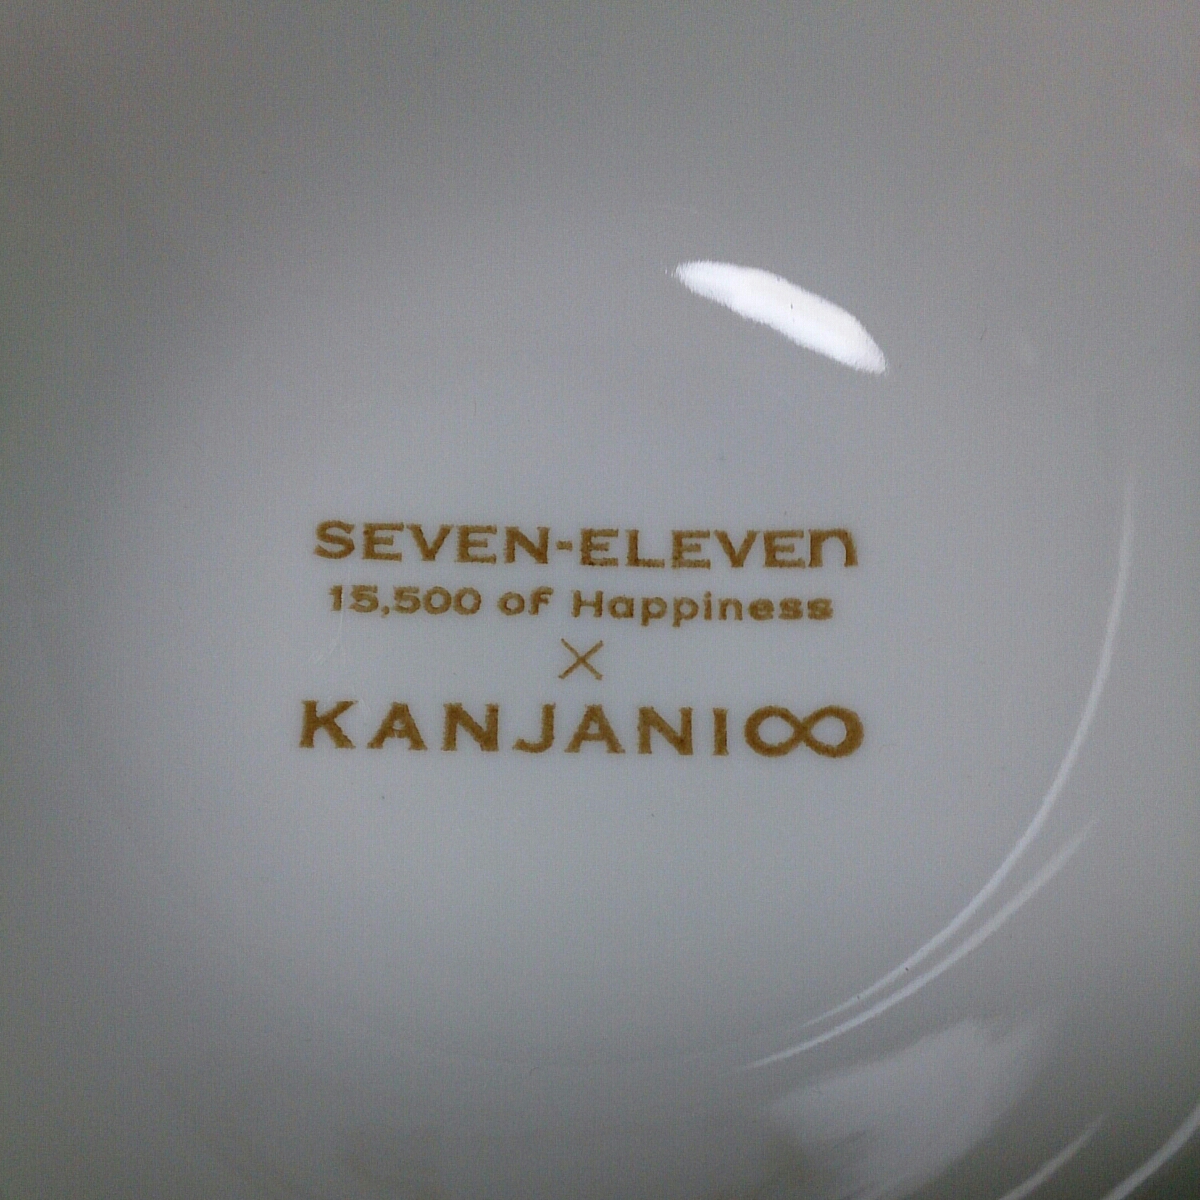 SEVEN-ELEVEn
15,500 of Happiness
×
KANJANI∞